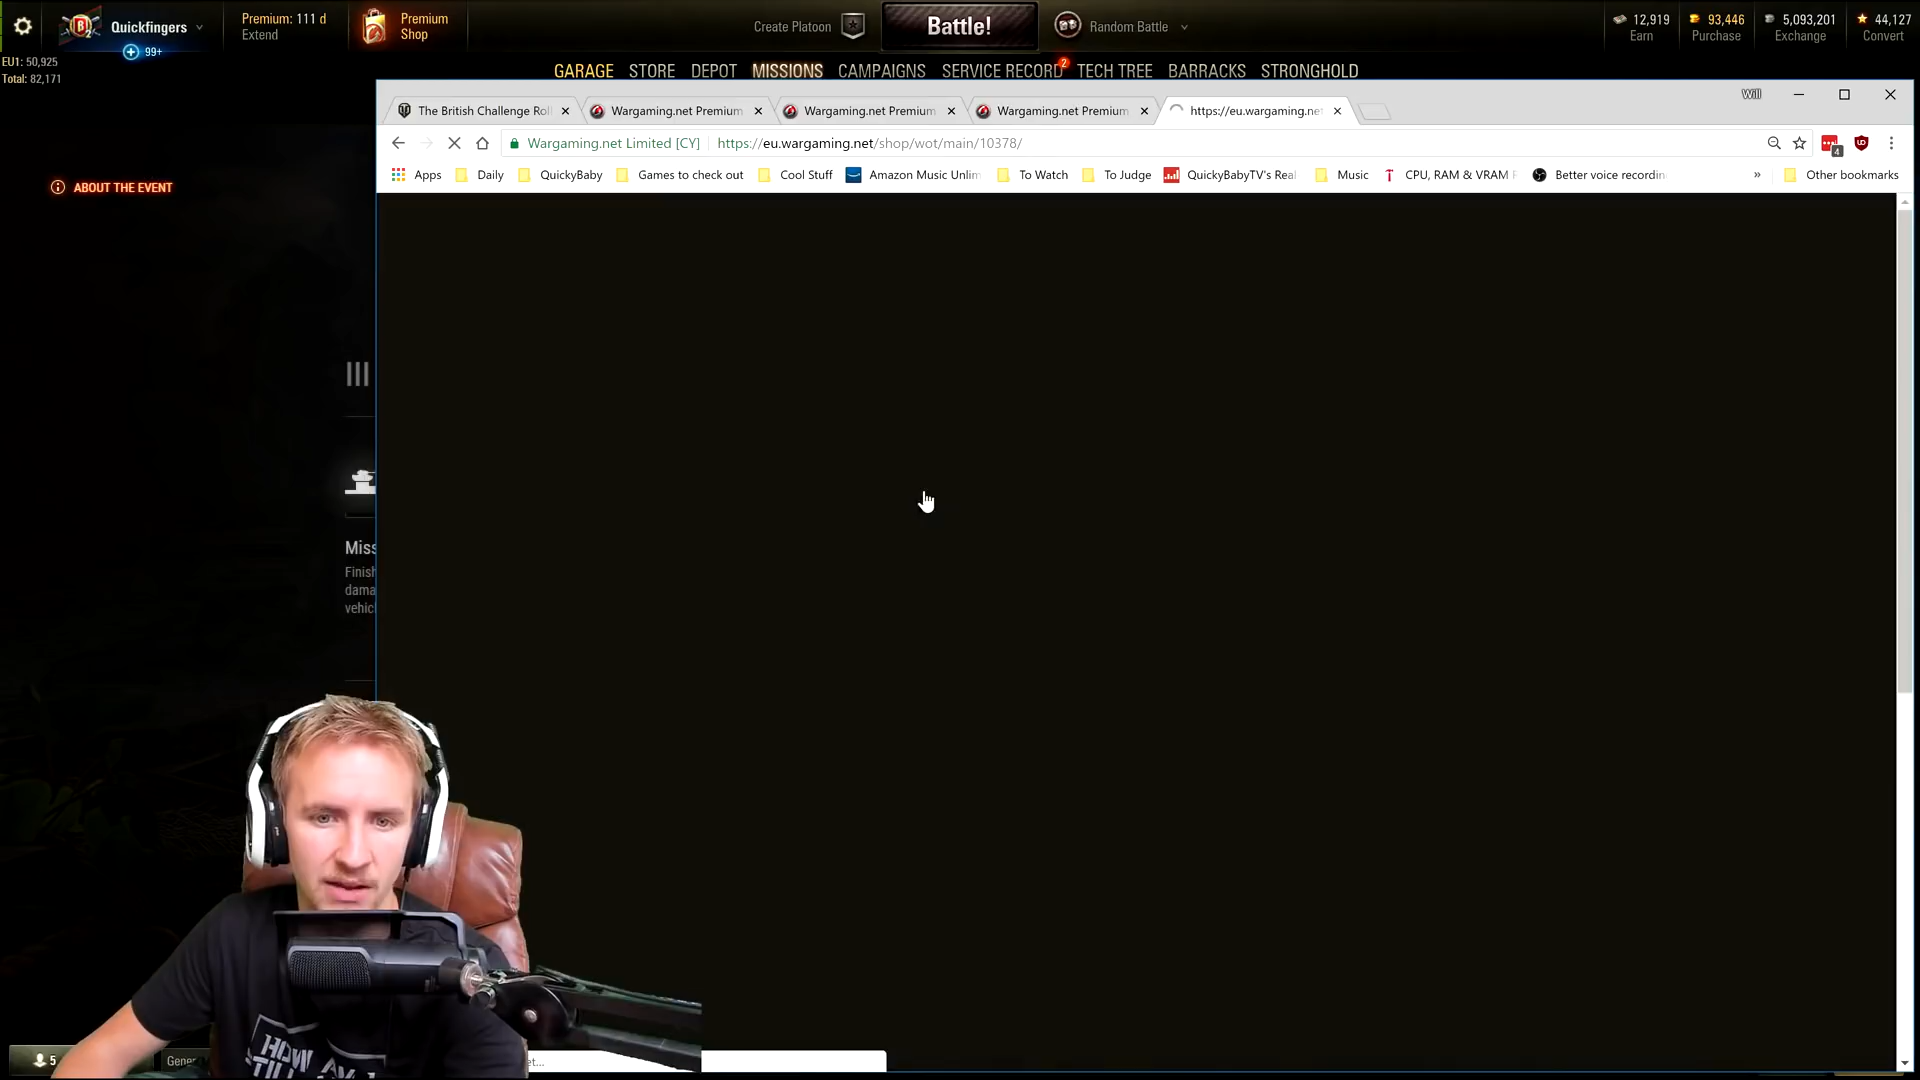 Quickfingers
99+
Premium: 111 d
Extend
Premium
Shop
Create Platoon
Battle!
Random Battle
12,919
Earn
93,446
Purchase
5,093,201
Exchange
44,127
Convert
EU1: 50,925
Total: 82,171
GARAGE STORE DEPOT MISSIONS CAMPAIGNS SERVICE RECORD 2 TECH TREE BARRACKS STRONGHOLD
Will
The British Challenge Roll
Wargaming.net Premium
Wargaming.net Premium
Wargaming.net Premium
https://eu.wargaming.net
Wargaming.net Limited [CY] https://eu.wargaming.net/shop/wot/main/10378/
4
Apps Daily QuickyBaby Games to check out Cool Stuff Amazon Music Unlim To Watch To Judge QuickyBabyTV's Real Music CPU, RAM & VRAM Better voice recordin » Other bookmarks
ABOUT THE EVENT
Miss
Finish
dama
vehic
5
Gene
et...